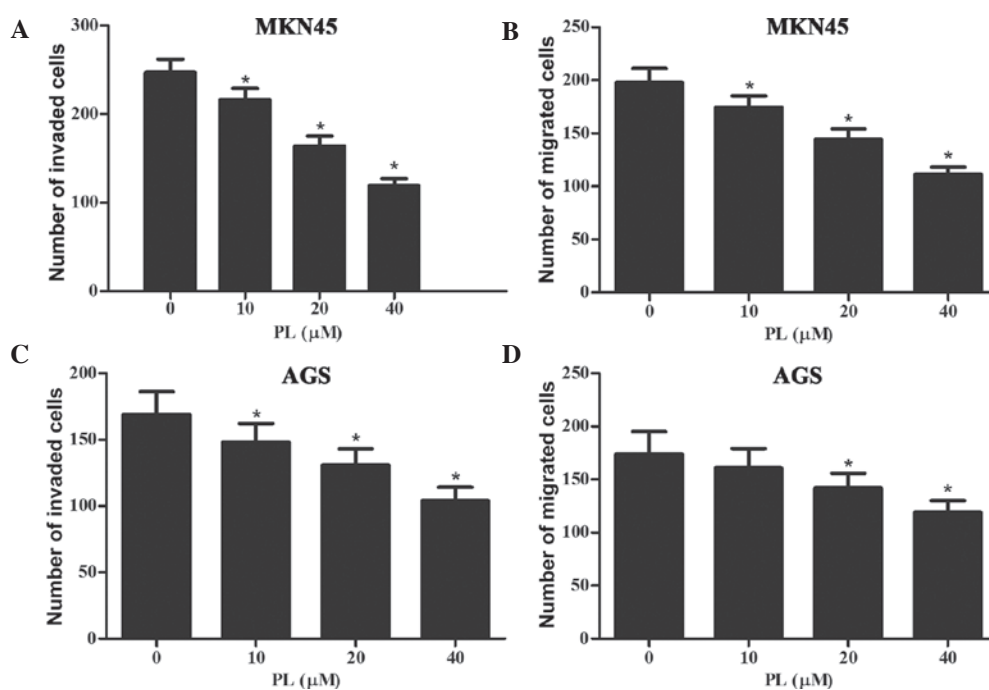 A
MKN45
Number of invaded cells
300
200
100
0
*
*
*
0 10 20 40
PL (μM)
B
MKN45
Number of migrated cells
250
200
150
100
50
0
*
*
*
0 10 20 40
PL (μM)
C
AGS
Number of invaded cells
200
150
100
50
0
*
*
*
0 10 20 40
PL (μM)
D
AGS
Number of migrated cells
250
200
150
100
50
0
*
*
0 10 20 40
PL (μM)